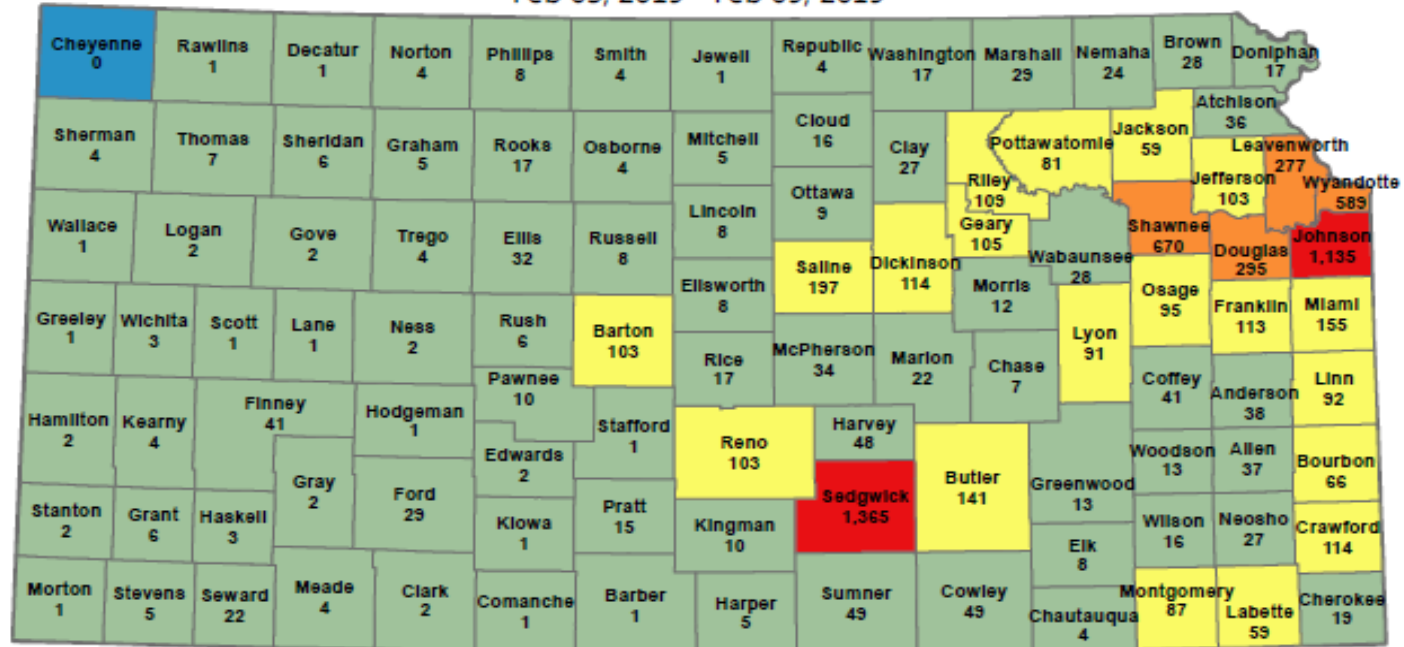 Feb 03, 2019 - Feb 09, 2019
Cheyenne
0
Rawlins
1
Decatur
1
Norton
4
Phillips
8
Smith
4
Jewell
1
Republic
4
Washington
17
Marshall
29
Nemaha
24
Brown
28
Doniphan
17
Atchison
36
Sherman
4
Thomas
7
Sheridan
6
Graham
5
Rooks
17
Osborne
4
Mitchell
5
Cloud
16
Clay
27
Riley
109
Pottawatomie
81
Jackson
59
Jefferson
103
Leavenworth
277
Wyandotte
589
Ottawa
9
Lincoln
8
Wallace
1
Logan
2
Gove
2
Trego
4
Ellis
32
Russell
8
Ellsworth
8
Saline
197
Dickinson
114
Geary
105
Wabaunsee
28
Shawnee
670
Douglas
295
Johnson
1,135
Morris
12
Osage
95
Franklin
113
Miami
155
Greeley
1
Wichita
3
Scott
1
Lane
1
Ness
2
Rush
6
Barton
103
Rice
17
McPherson
34
Marion
22
Chase
7
Lyon
91
Coffey
41
Anderson
38
Linn
92
Pawnee
10
Hamilton
2
Kearny
4
Finney
41
Hodgeman
1
Stafford
1
Edwards
2
Reno
103
Harvey
48
Sedgwick
1,365
Butler
141
Greenwood
13
Woodson
13
Allen
37
Bourbon
66
Gray
2
Ford
29
Stanton
2
Grant
6
Haskell
3
Kiowa
1
Pratt
15
Kingman
10
Elk
8
Wilson
16
Neosho
27
Crawford
114
Morton
1
Stevens
5
Seward
22
Meade
4
Clark
2
Comanche
1
Barber
1
Harper
5
Sumner
49
Cowley
49
Chautauqua
4
Montgomery
87
Labette
59
Cherokee
19